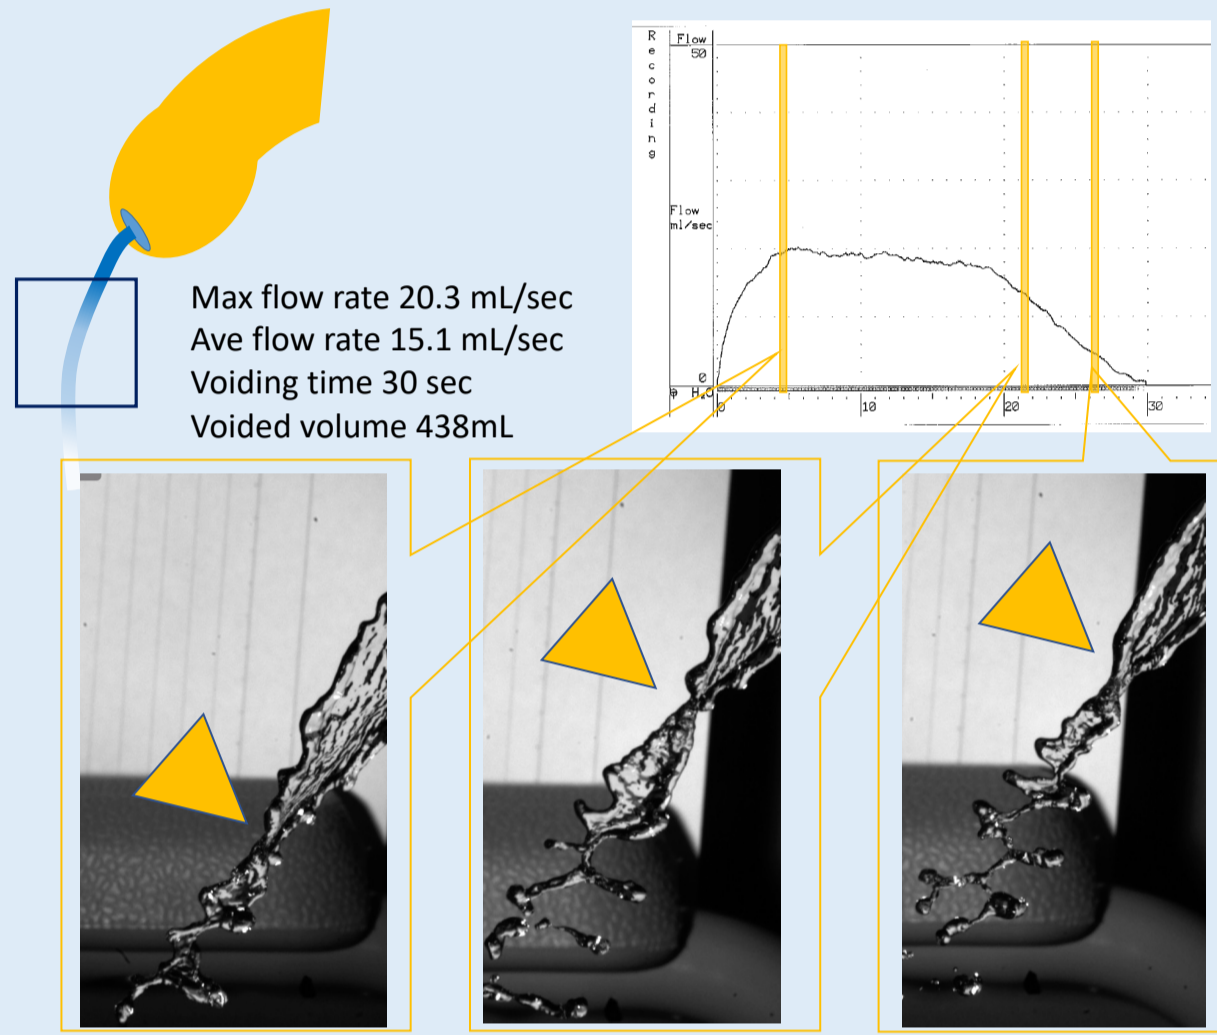 Recording
Flow
50
Flow
ml/sec
0
H₂O
0
10
20
30
Max flow rate 20.3 mL/sec
Ave flow rate 15.1 mL/sec
Voiding time 30 sec
Voided volume 438mL